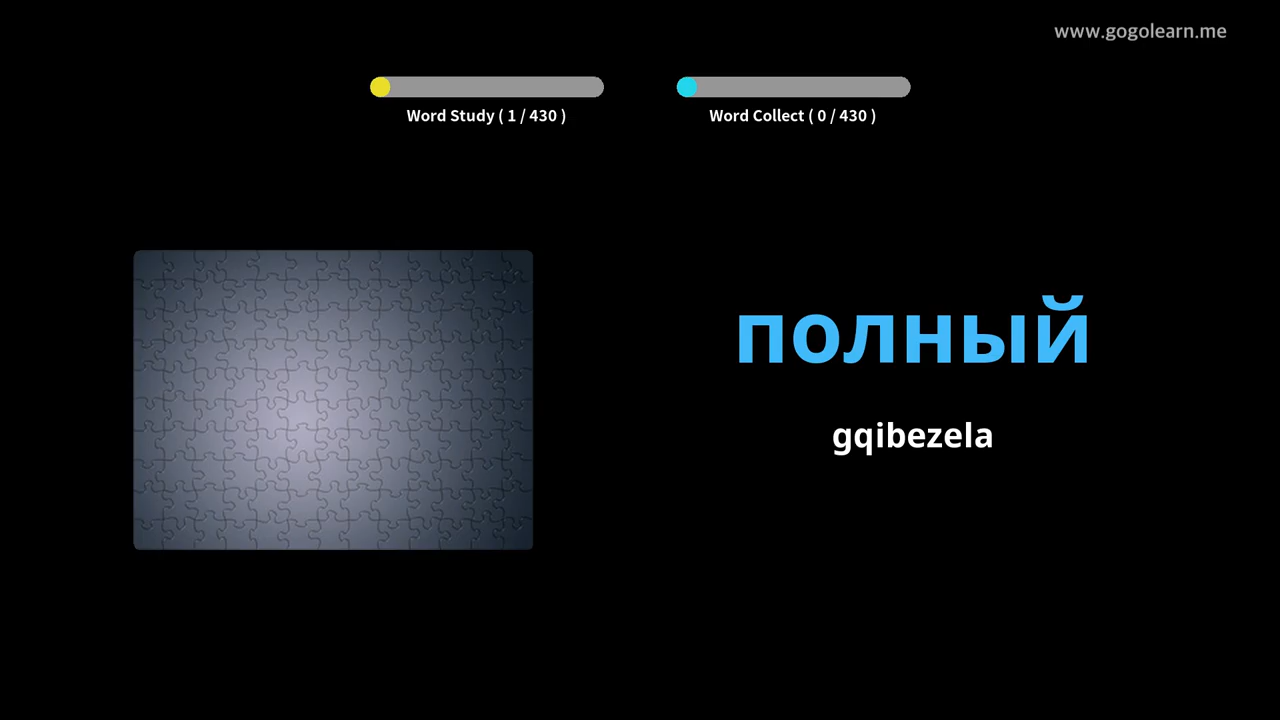 www.gogolearn.me
Word Study ( 1 / 430 )
Word Collect ( 0 / 430 )
полный
gqibezela